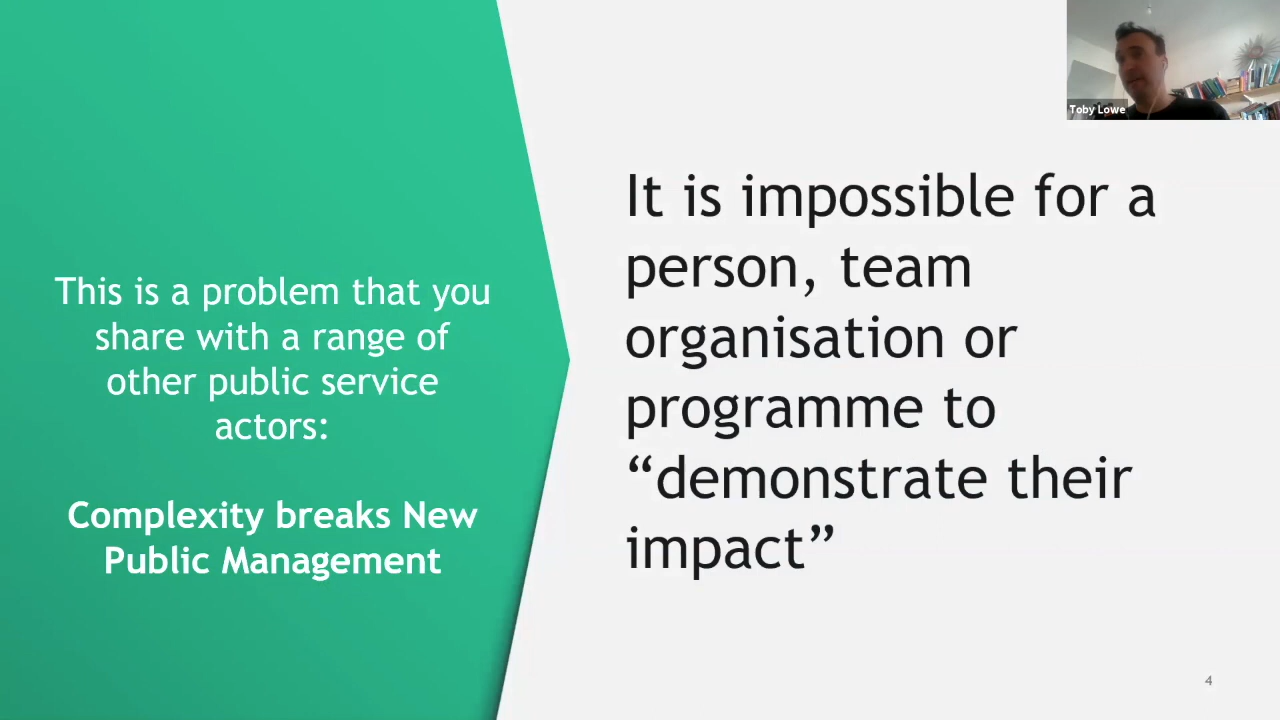 This is a problem that you
share with a range of
other public service
actors:
Complexity breaks New
Public Management
Toby Lowe
It is impossible for a
person, team
organisation or
programme to
“demonstrate their
impact”
4